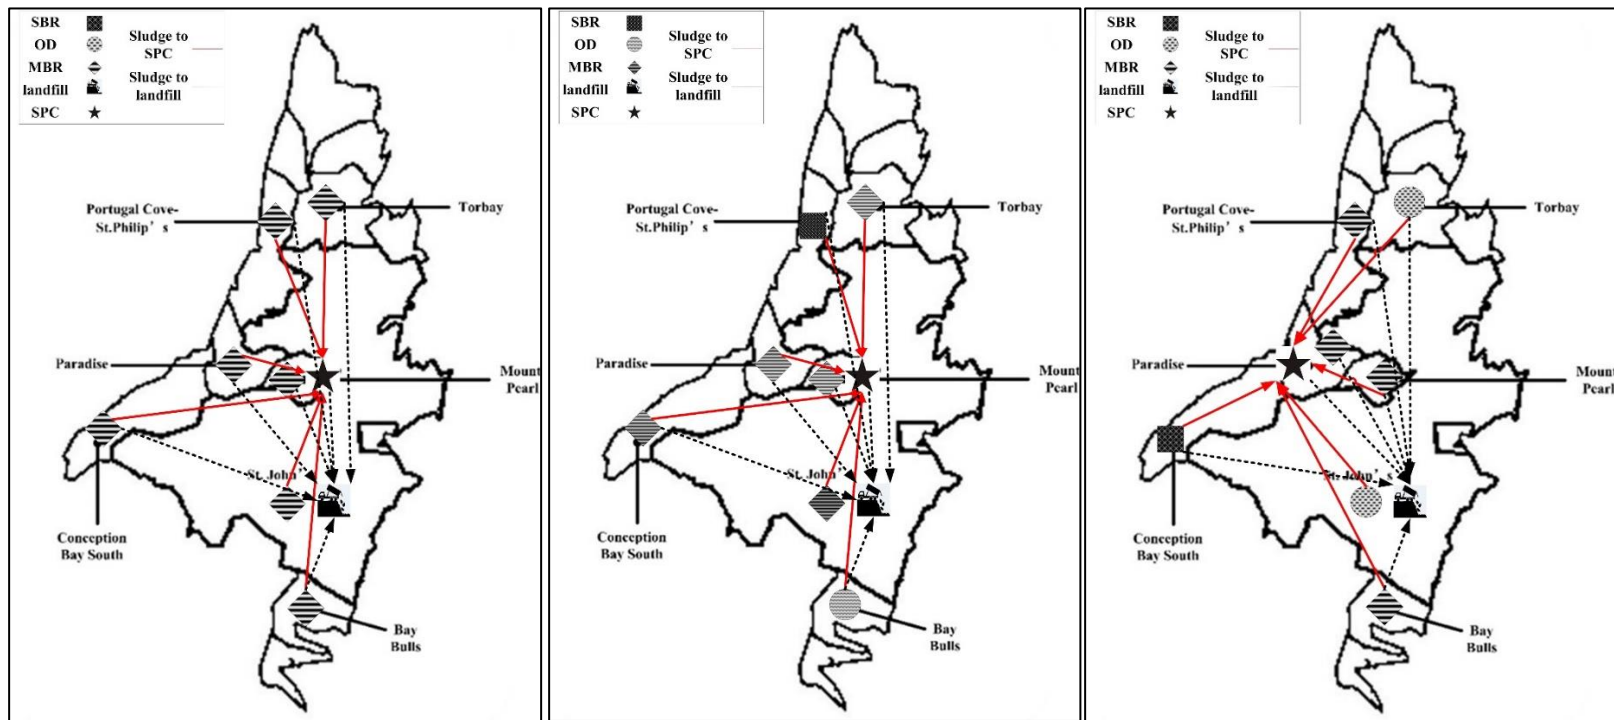 SBR
OD
MBR
landfill
SPC
Sludge to
SPC
Sludge to
landfill
Portugal Cove-
St.Philip’s
Torbay
Paradise
Mount
Pearl
St. John’
Conception
Bay South
Bay
Bulls
SBR
OD
MBR
landfill
SPC
Sludge to
SPC
Sludge to
landfill
Portugal Cove-
St.Philip’s
Torbay
Paradise
Mount
Pearl
St. John
Conception
Bay South
Bay
Bulls
SBR
OD
MBR
landfill
SPC
Sludge to
SPC
Sludge to
landfill
Portugal Cove-
St.Philip’s
Torbay
Paradise
Mount
Pearl
St. John’s
Conception
Bay South
Bay
Bulls